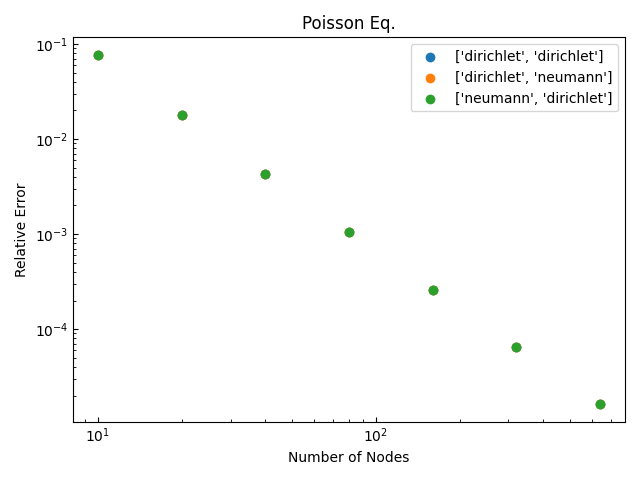 Poisson Eq.
['dirichlet', 'dirichlet']
['dirichlet', 'neumann']
['neumann', 'dirichlet']
Relative Error
10⁻¹
10⁻²
10⁻³
10⁻⁴
10¹
10²
Number of Nodes